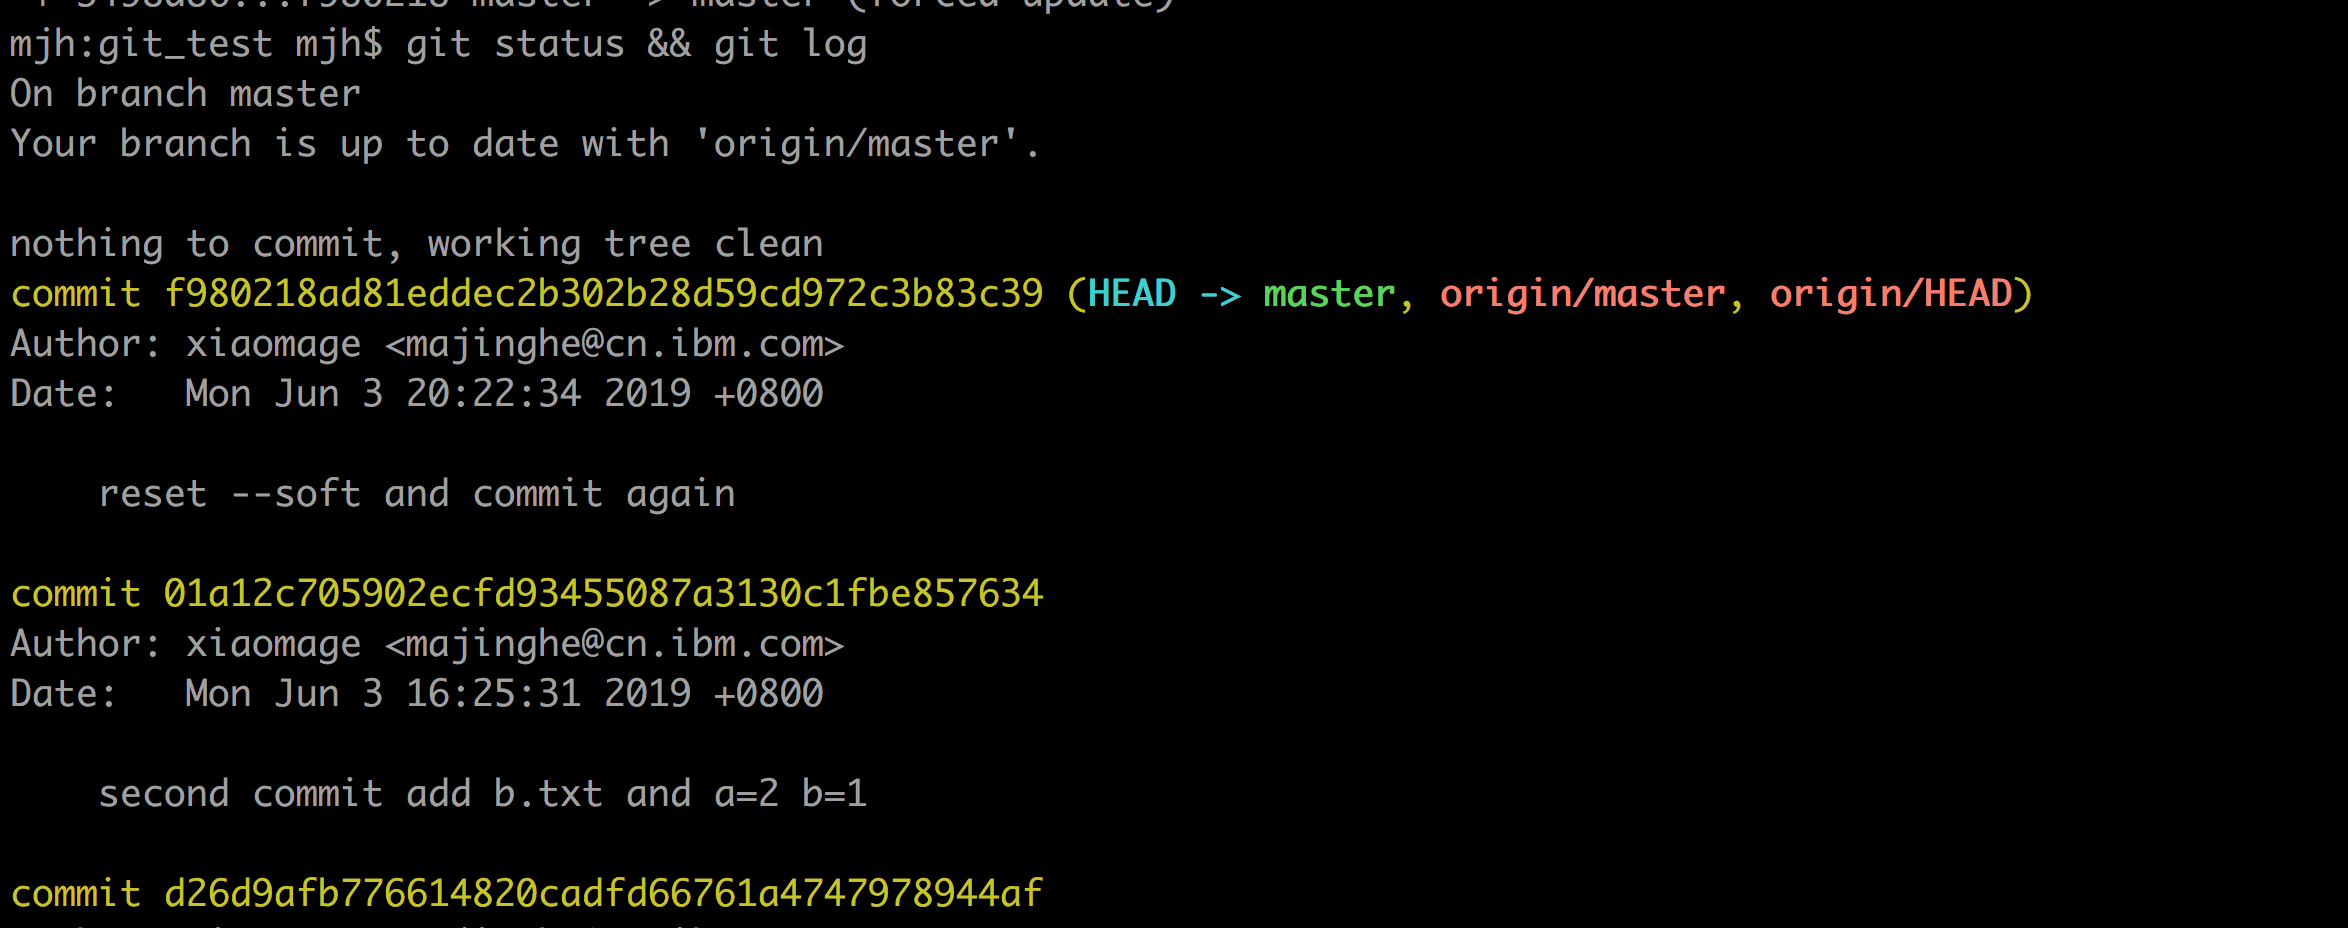 master -> master (forced update)
mjh:git_test mjh$ git status && git log
On branch master
Your branch is up to date with 'origin/master'.
nothing to commit, working tree clean
commit f980218ad81eddec2b302b28d59cd972c3b83c39 (HEAD -> master, origin/master, origin/HEAD)
Author: xiaomage <majinghe@cn.ibm.com>
Date:   Mon Jun 3 20:22:34 2019 +0800
    reset --soft and commit again
commit 01a12c705902ecfd93455087a3130c1fbe857634
Author: xiaomage <majinghe@cn.ibm.com>
Date:   Mon Jun 3 16:25:31 2019 +0800
    second commit add b.txt and a=2 b=1
commit d26d9afb776614820cadfd66761a4747978944af